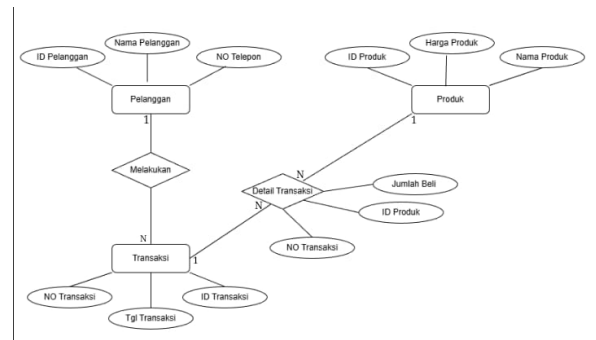 Nama Pelanggan
ID Pelanggan
NO Telepon
Pelanggan
1
Harga Produk
ID Produk
Nama Produk
Produk
1
Melakukan
N
Detail Transaksi
N
Jumlah Beli
ID Produk
NO Transaksi
N
Transaksi
1
NO Transaksi
ID Transaksi
Tgl Transaksi